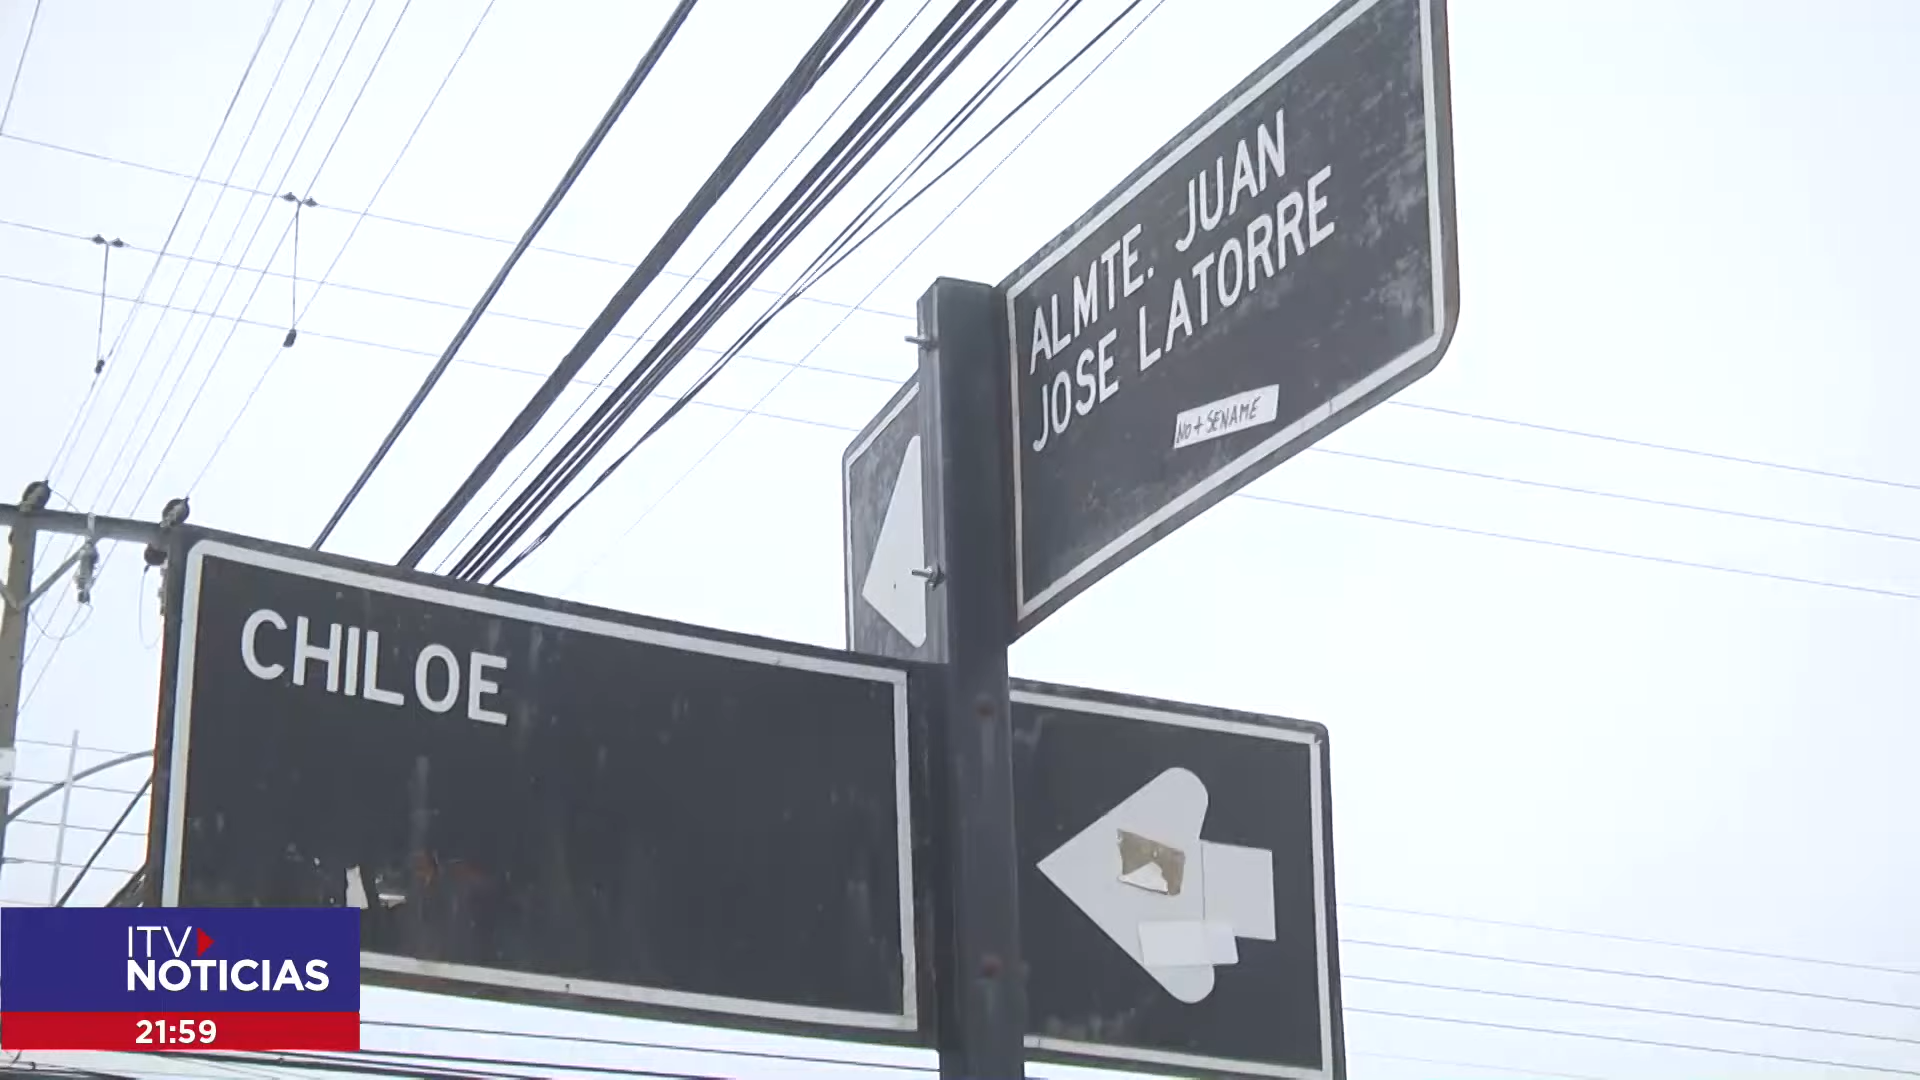 ALMTE. JUAN
JOSE LATORRE
NO + SENAME
CHILOE
ITV
NOTICIAS
21:59